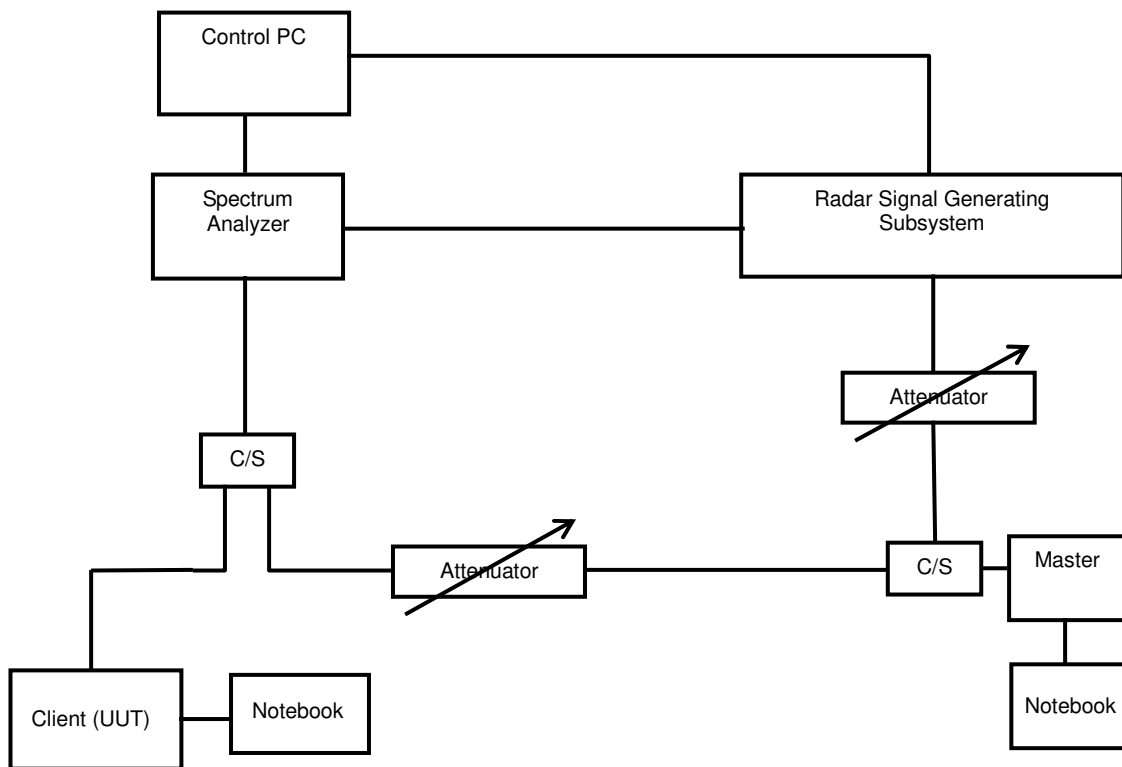 Control PC
Spectrum
Analyzer
Radar Signal Generating
Subsystem
Attenuator
C/S
Attenuator
C/S
Master
Client (UUT)
Notebook
Notebook